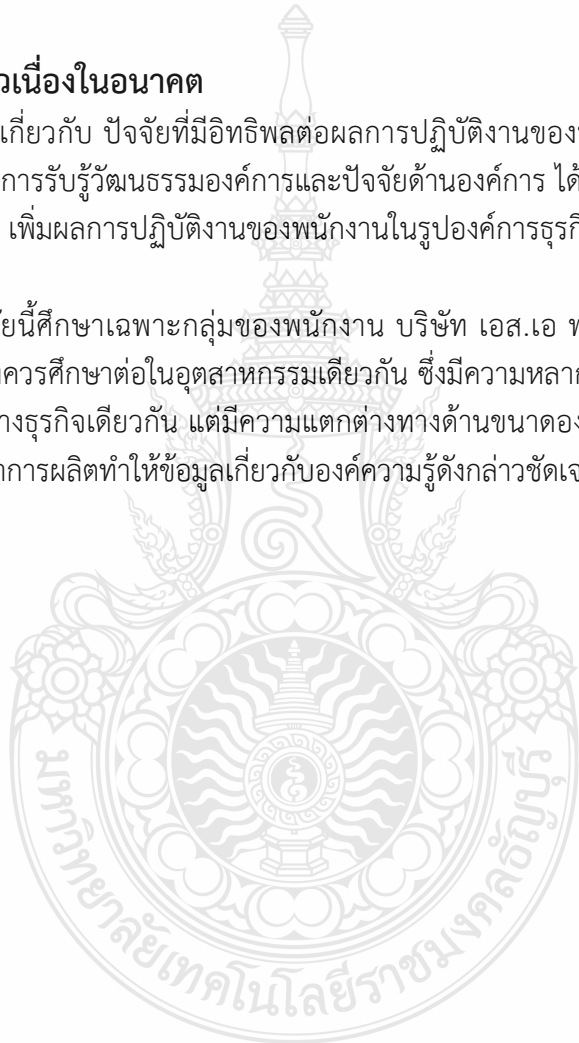 วเนื่องในอนาคต
เกี่ยวกับ ปัจจัยที่มีอิทธิพลต่อผลการปฏิบัติงานของ
การรับรู้วัฒนธรรมองค์การและปัจจัยด้านองค์การ ได้
เพิ่มผลการปฏิบัติงานของพนักงานในรูปองค์การธุรกิ
ัยนี้ศึกษาเฉพาะกลุ่มของพนักงาน บริษัท เอส.เอ พ
ควรศึกษาต่อในอุตสาหกรรมเดียวกัน ซึ่งมีความหลาก
างธุรกิจเดียวกัน แต่มีความแตกต่างทางด้านขนาดอง
าการผลิตทำให้ข้อมูลเกี่ยวกับองค์ความรู้ดังกล่าวชัดเจ
มหาวิทยาลัยเทคโนโลยีราชมงคลธัญบุรี